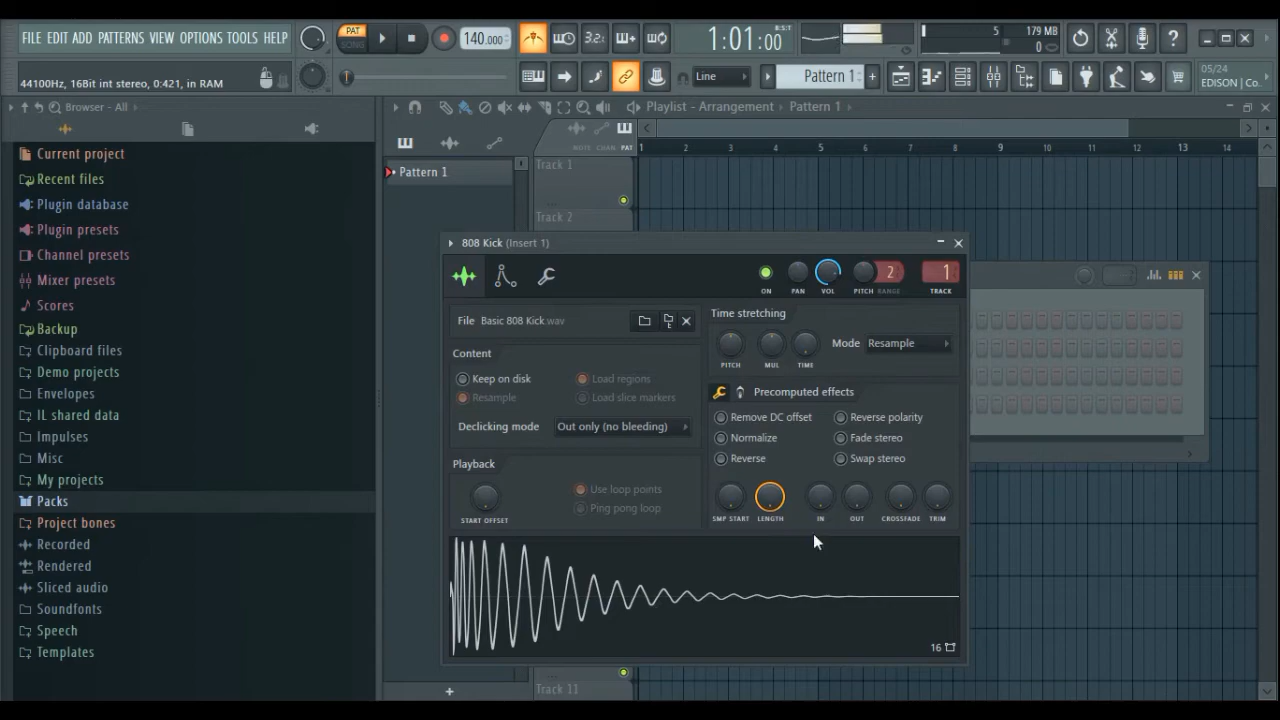 FILE EDIT ADD PATTERNS VIEW OPTIONS TOOLS HELP
PAT
SONG
140.000
3.2.
1:01:00
B:S:T
5
179 MB
0
44100Hz, 16Bit int stereo, 0:421, in RAM
Line
Pattern 1
05/24
EDISON | Co..
Browser - All
Playlist - Arrangement
Pattern 1
NOTE CHAN PAT
1 2 3 4 5 6 7 8 9 10 11 12 13 14
Current project
Recent files
Plugin database
Plugin presets
Channel presets
Mixer presets
Scores
Backup
Clipboard files
Demo projects
Envelopes
IL shared data
Impulses
Misc
My projects
Packs
Project bones
Recorded
Rendered
Sliced audio
Soundfonts
Speech
Templates
Pattern 1
Track 1
Track 2
Track 11
808 Kick (Insert 1)
ON PAN VOL PITCH RANGE TRACK
2
1
File Basic 808 Kick.wav
Content
Keep on disk
Load regions
Resample
Load slice markers
Declicking mode
Out only (no bleeding)
Playback
START OFFSET
Use loop points
Ping pong loop
Time stretching
PITCH MUL TIME
Mode Resample
Precomputed effects
Remove DC offset
Reverse polarity
Normalize
Fade stereo
Reverse
Swap stereo
SMP START LENGTH IN OUT CROSSFADE TRIM
16